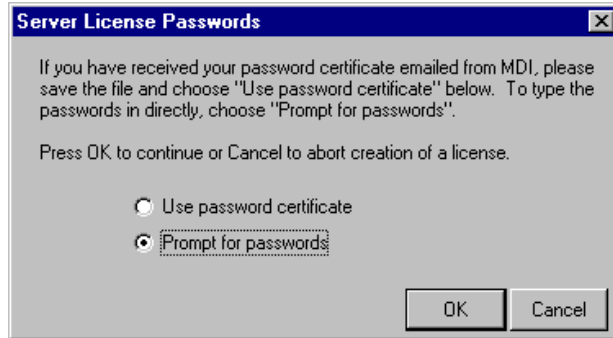 Server License Passwords
If you have received your password certificate emailed from MDI, please
save the file and choose "Use password certificate" below.  To type the
passwords in directly, choose "Prompt for passwords".
Press OK to continue or Cancel to abort creation of a license.
Use password certificate
Prompt for passwords
OK
Cancel